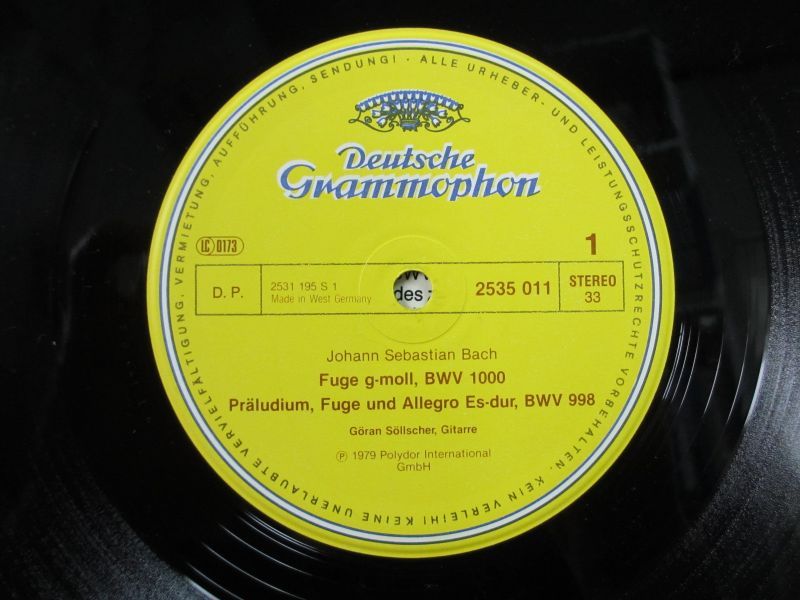 ALLE URHEBER- UND LEISTUNGSSCHUTZRECHTE VORBEHALTEN. KEIN VERLEIH! KEINE UNERLAUBTE VERVIELFÄLTIGUNG, VERMIETUNG, AUFFÜHRUNG, SENDUNG! ·
Deutsche
Grammophon
LC 0173
1
D. P.
2531 195 S 1
Made in West Germany
des
2535 011
STEREO
33
Johann Sebastian Bach
Fuge g-moll, BWV 1000
Präludium, Fuge und Allegro Es-dur, BWV 998
Göran Söllscher, Gitarre
℗ 1979 Polydor International
GmbH